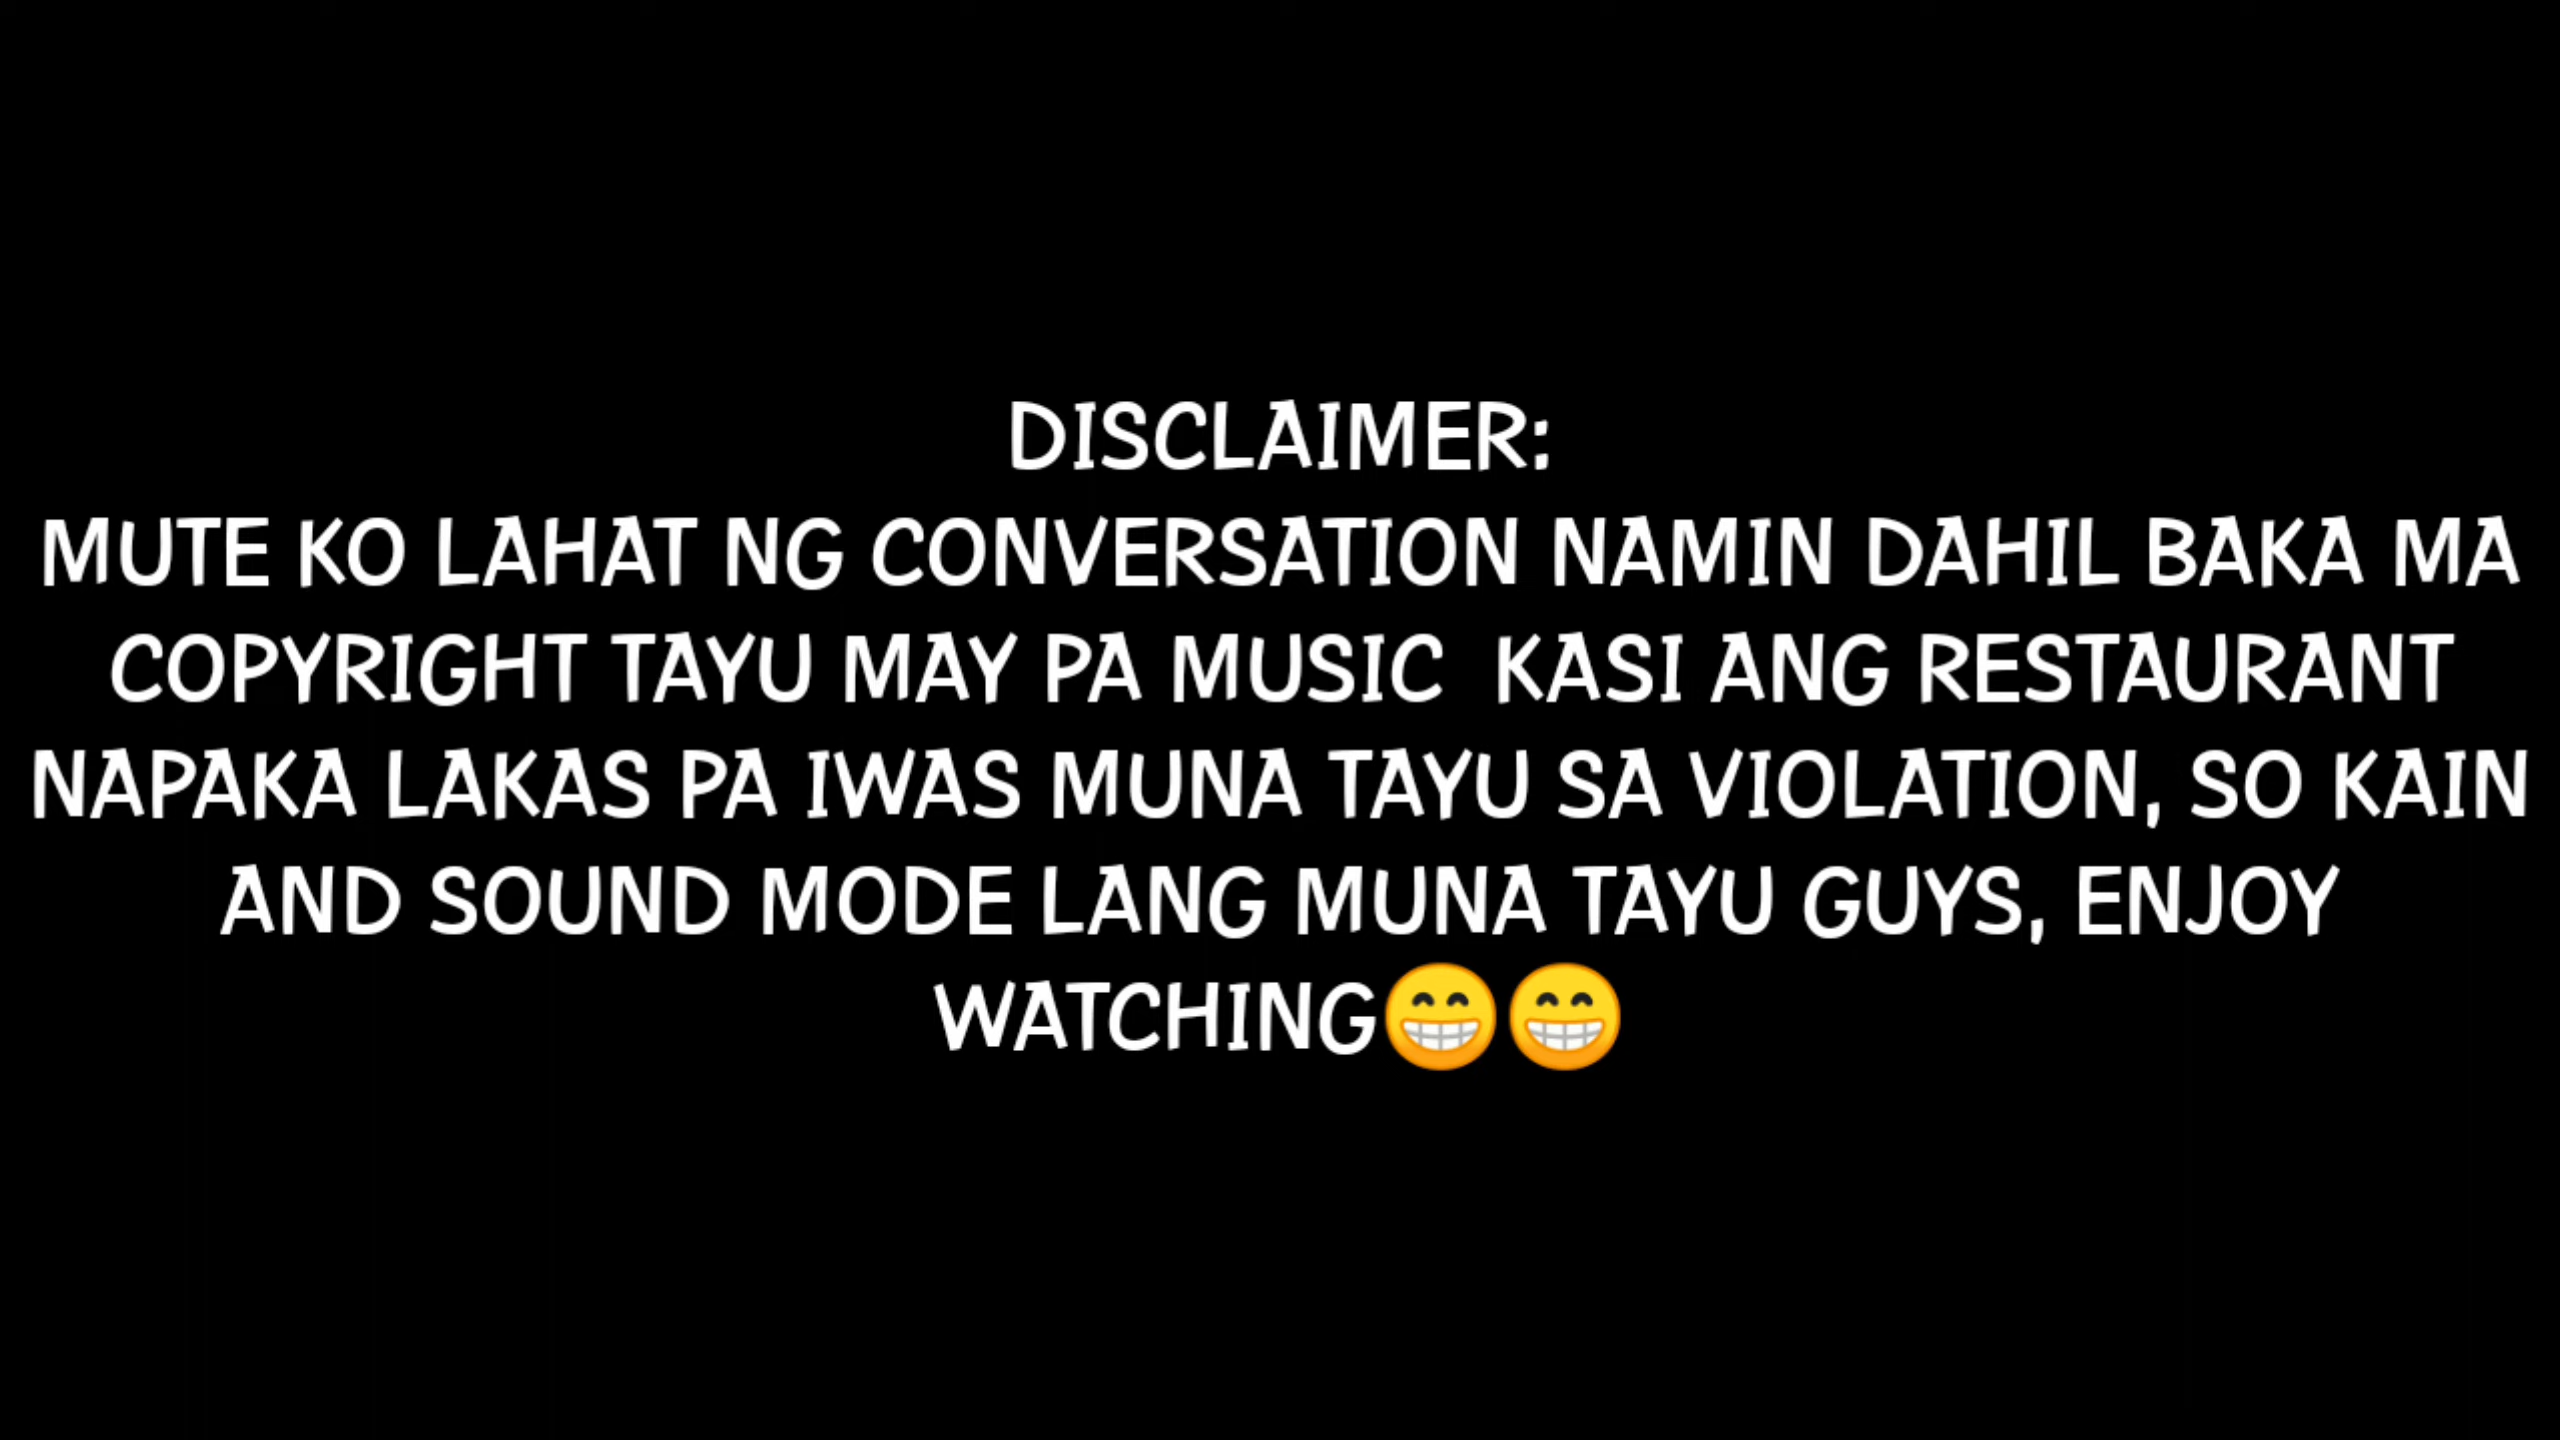 DISCLAIMER:
MUTE KO LAHAT NG CONVERSATION NAMIN DAHIL BAKA MA
COPYRIGHT TAYU MAY PA MUSIC  KASI ANG RESTAURANT
NAPAKA LAKAS PA IWAS MUNA TAYU SA VIOLATION, SO KAIN
AND SOUND MODE LANG MUNA TAYU GUYS, ENJOY
WATCHING😁😁